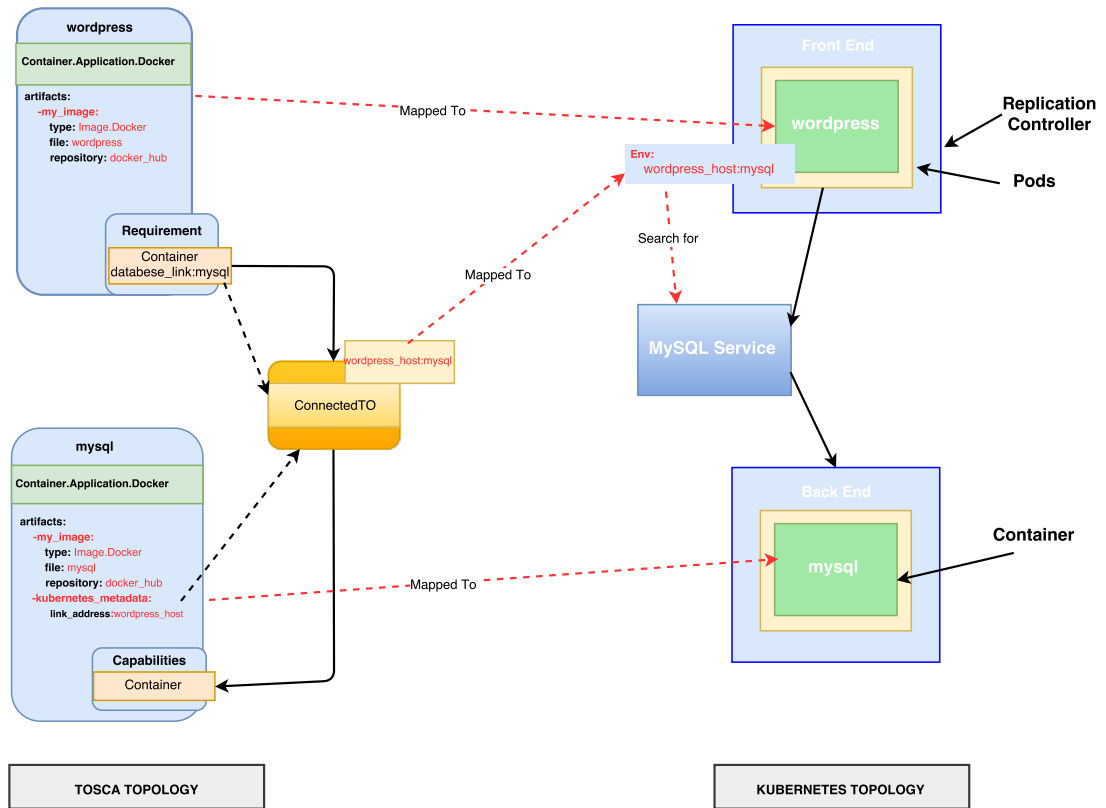 wordpress
Container.Application.Docker
artifacts:
-my_image:
type: Image.Docker
file: wordpress
repository: docker_hub
Requirement
Container
databese_link:mysql
Mapped To
Front End
wordpress
Env:
wordpress_host:mysql
Replication
Controller
Pods
Search for
Mapped To
wordpress_host:mysql
ConnectedTO
MySQL Service
mysql
Container.Application.Docker
artifacts:
-my_image:
type: Image.Docker
file: mysql
repository: docker_hub
-kubernetes_metadata:
link_address:wordpress_host
Capabilities
Container
Mapped To
Back End
mysql
Container
TOSCA TOPOLOGY
KUBERNETES TOPOLOGY